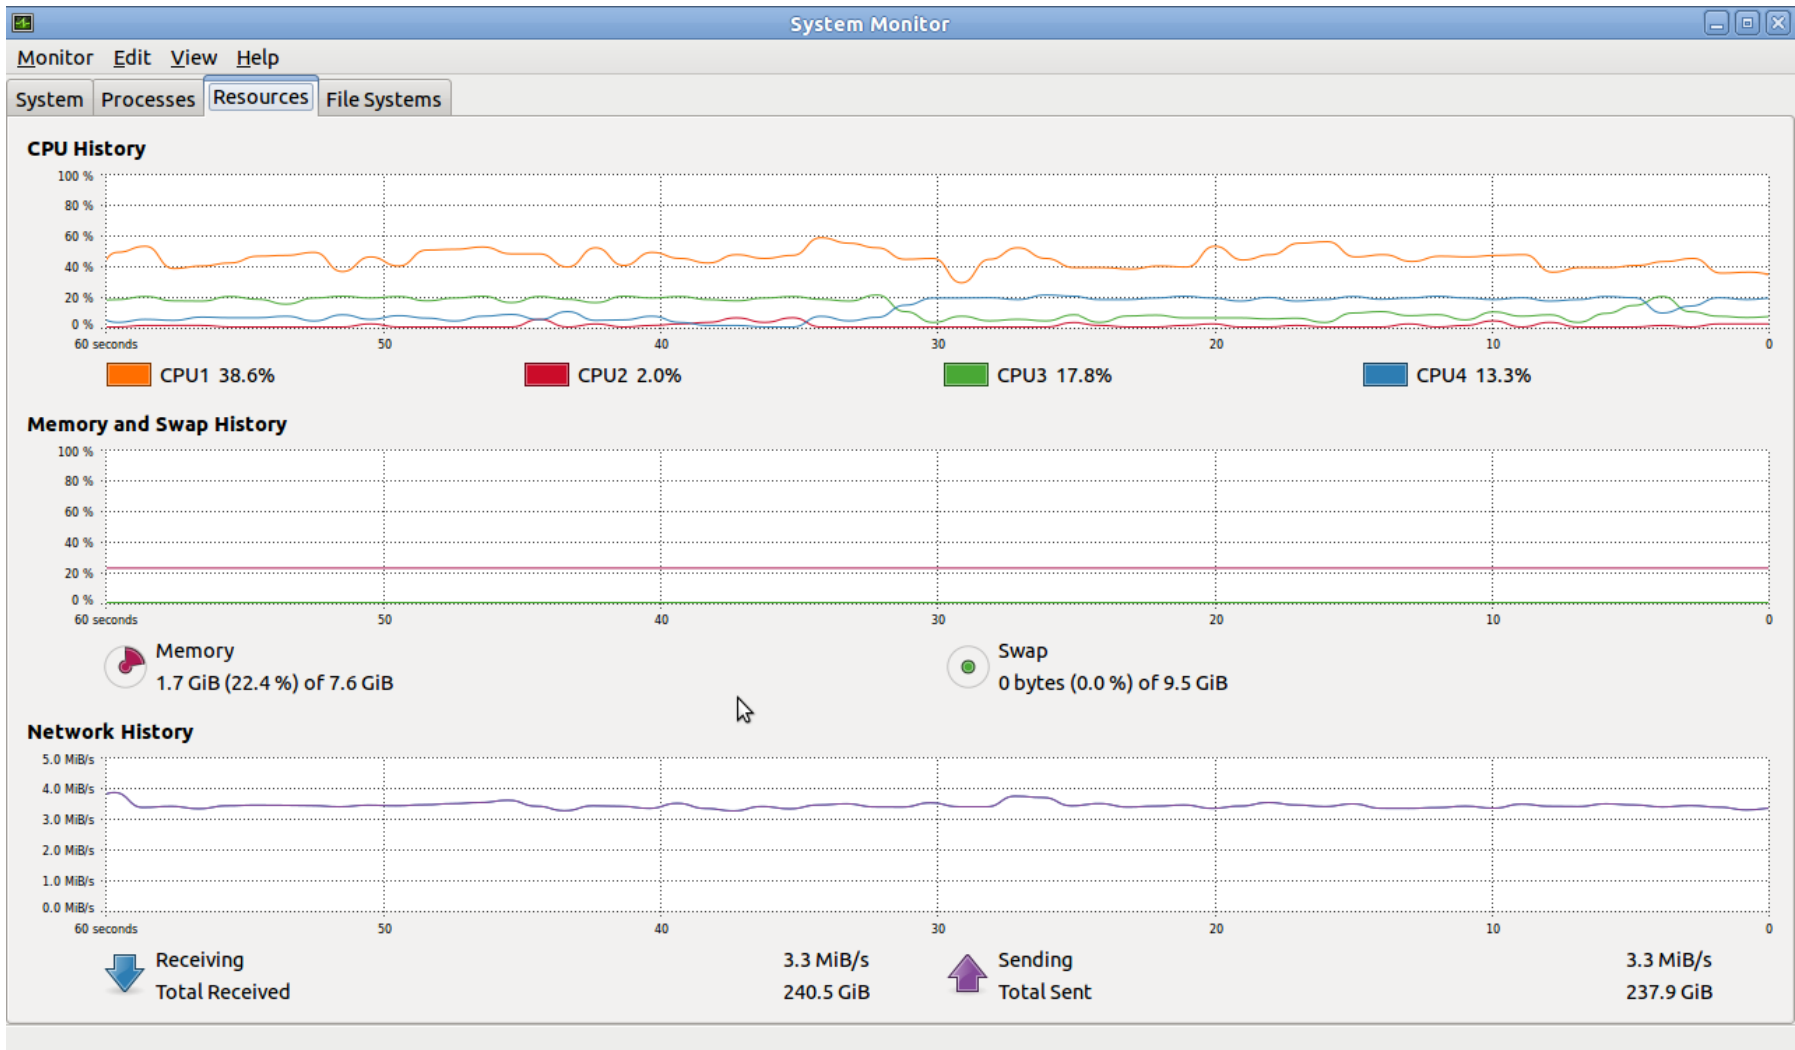 System Monitor
Monitor Edit View Help
System Processes Resources File Systems
CPU History
100 %
80 %
60 %
40 %
20 %
0 %
60 seconds 50 40 30 20 10 0
CPU1 38.6% CPU2 2.0% CPU3 17.8% CPU4 13.3%
Memory and Swap History
100 %
80 %
60 %
40 %
20 %
0 %
60 seconds 50 40 30 20 10 0
Memory Swap
1.7 GiB (22.4 %) of 7.6 GiB 0 bytes (0.0 %) of 9.5 GiB
Network History
5.0 MiB/s
4.0 MiB/s
3.0 MiB/s
2.0 MiB/s
1.0 MiB/s
0.0 MiB/s
60 seconds 50 40 30 20 10 0
Receiving 3.3 MiB/s Sending 3.3 MiB/s
Total Received 240.5 GiB Total Sent 237.9 GiB